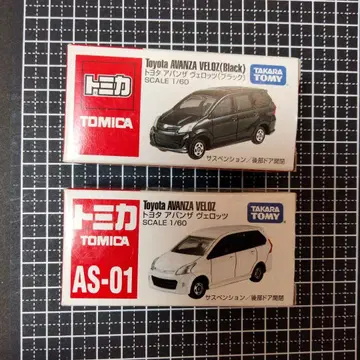 トミカ
TOMICA
Toyota AVANZA VELOZ(Black)
トヨタ アバンザ ヴェロッツ(ブラック)
SCALE 1/60
TAKARA
TOMY
サスペンション/後部ドア開閉
トミカ
TOMICA
AS-01
Toyota AVANZA VELOZ
トヨタ アバンザ ヴェロッツ
SCALE 1/60
TAKARA
TOMY
サスペンション/後部ドア開閉